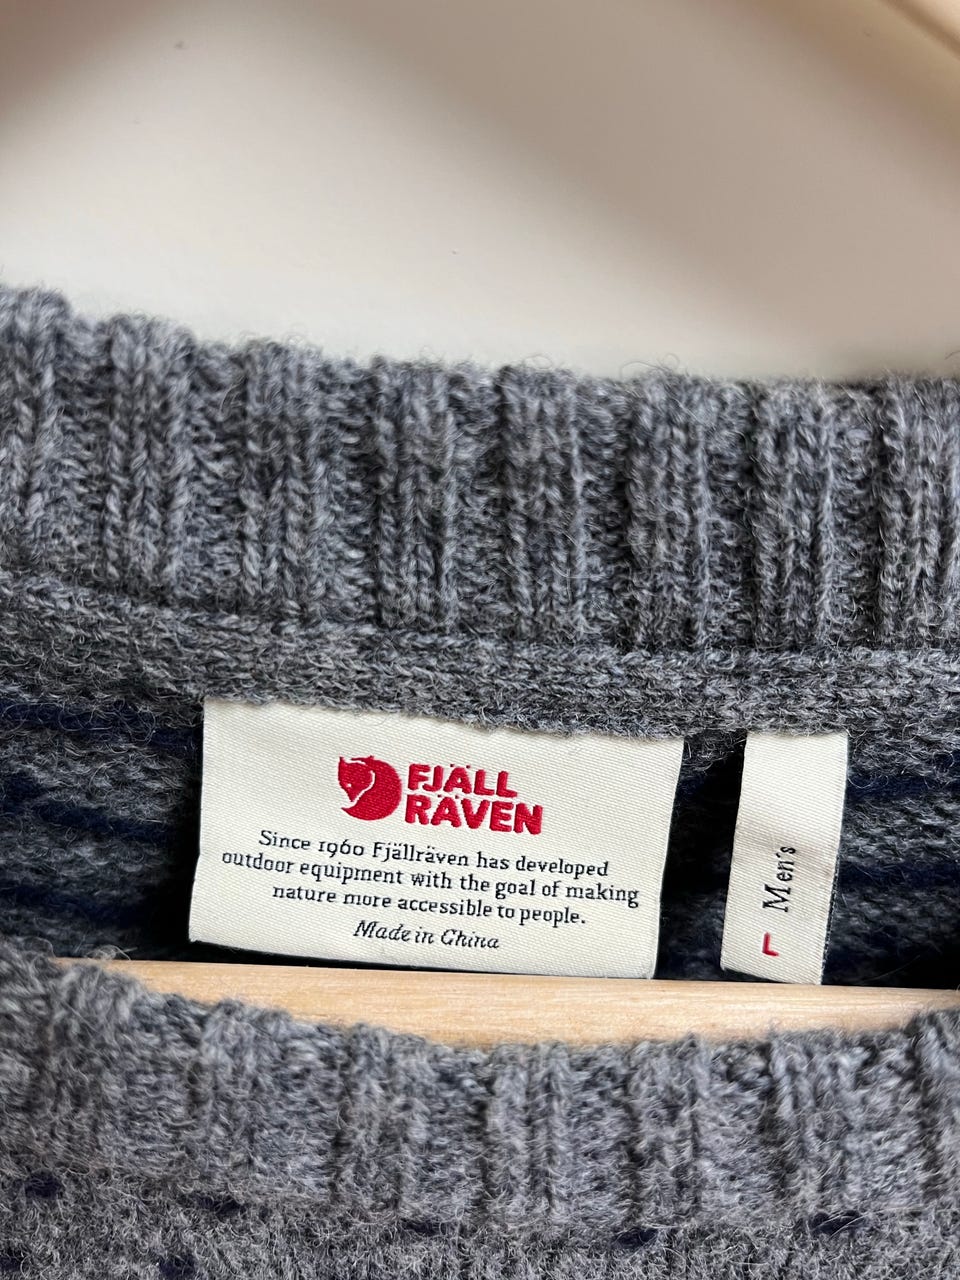 FJÄLL
RÄVEN
Since 1960 Fjällräven has developed
outdoor equipment with the goal of making
nature more accessible to people.
Made in China
Men's
L